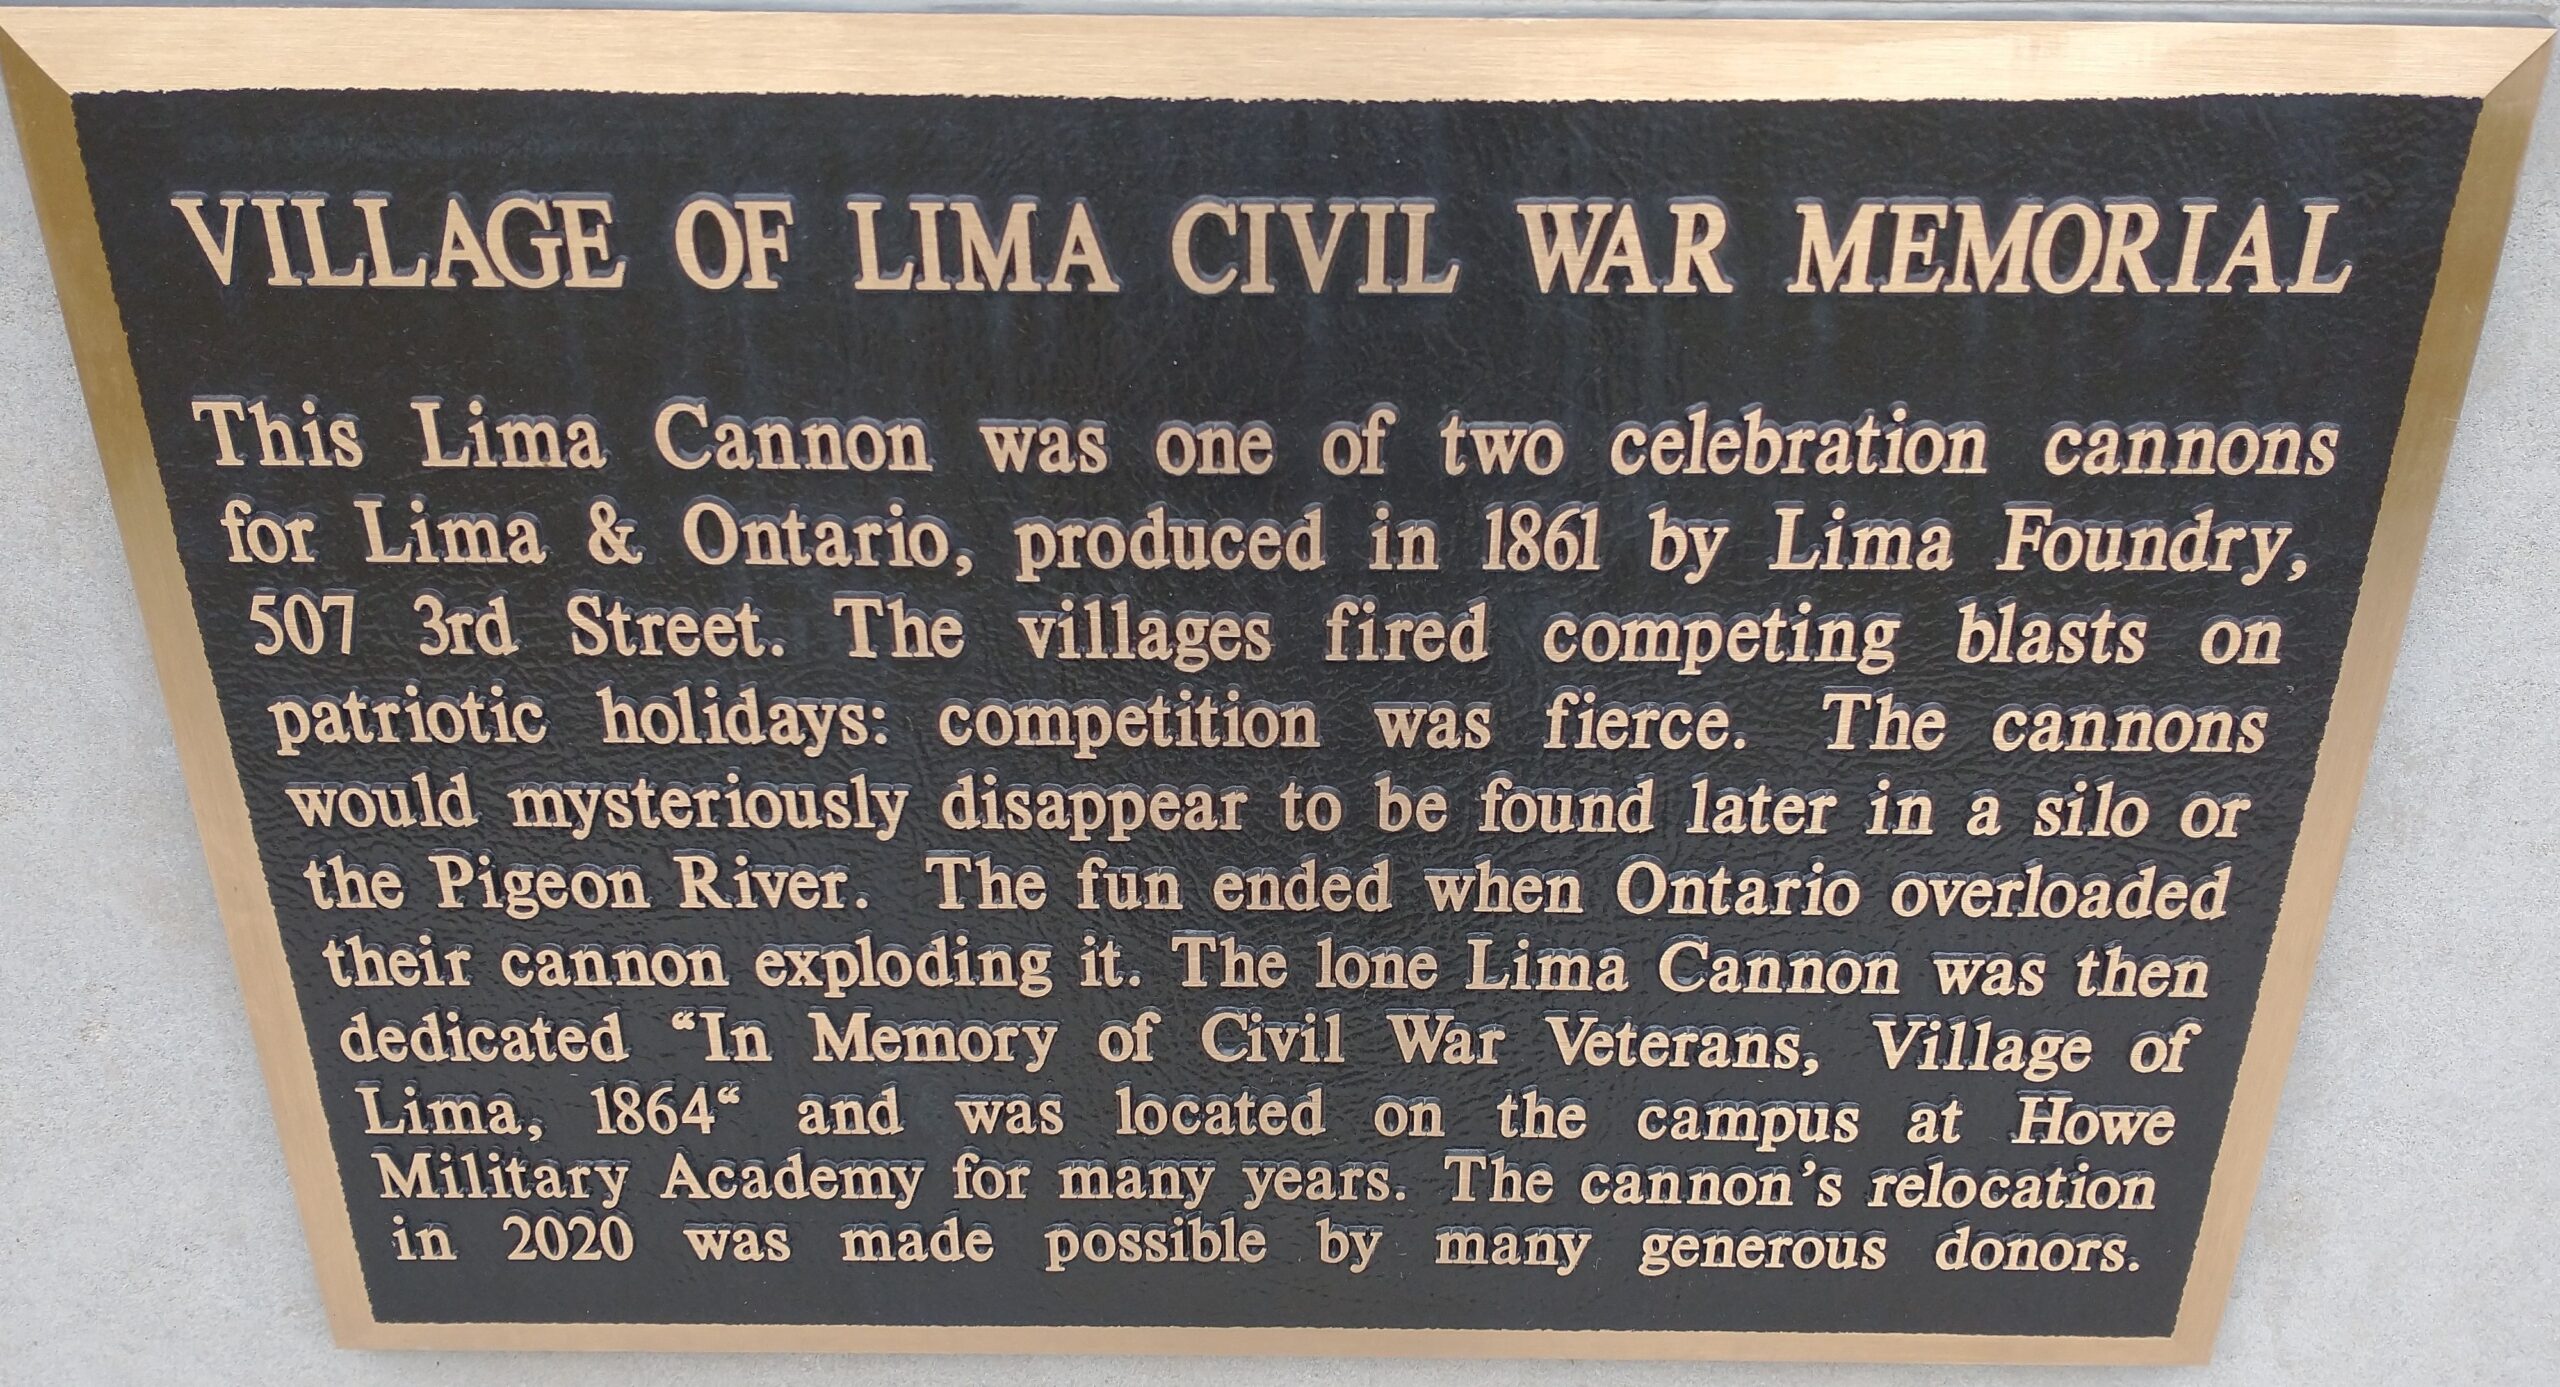 VILLAGE OF LIMA CIVIL WAR MEMORIAL
This Lima Cannon was one of two celebration cannons
for Lima & Ontario, produced in 1861 by Lima Foundry,
507 3rd Street. The villages fired competing blasts on
patriotic holidays: competition was fierce. The cannons
would mysteriously disappear to be found later in a silo or
the Pigeon River. The fun ended when Ontario overloaded
their cannon exploding it. The lone Lima Cannon was then
dedicated “In Memory of Civil War Veterans, Village of
Lima, 1864“ and was located on the campus at Howe
Military Academy for many years. The cannon’s relocation
in 2020 was made possible by many generous donors.